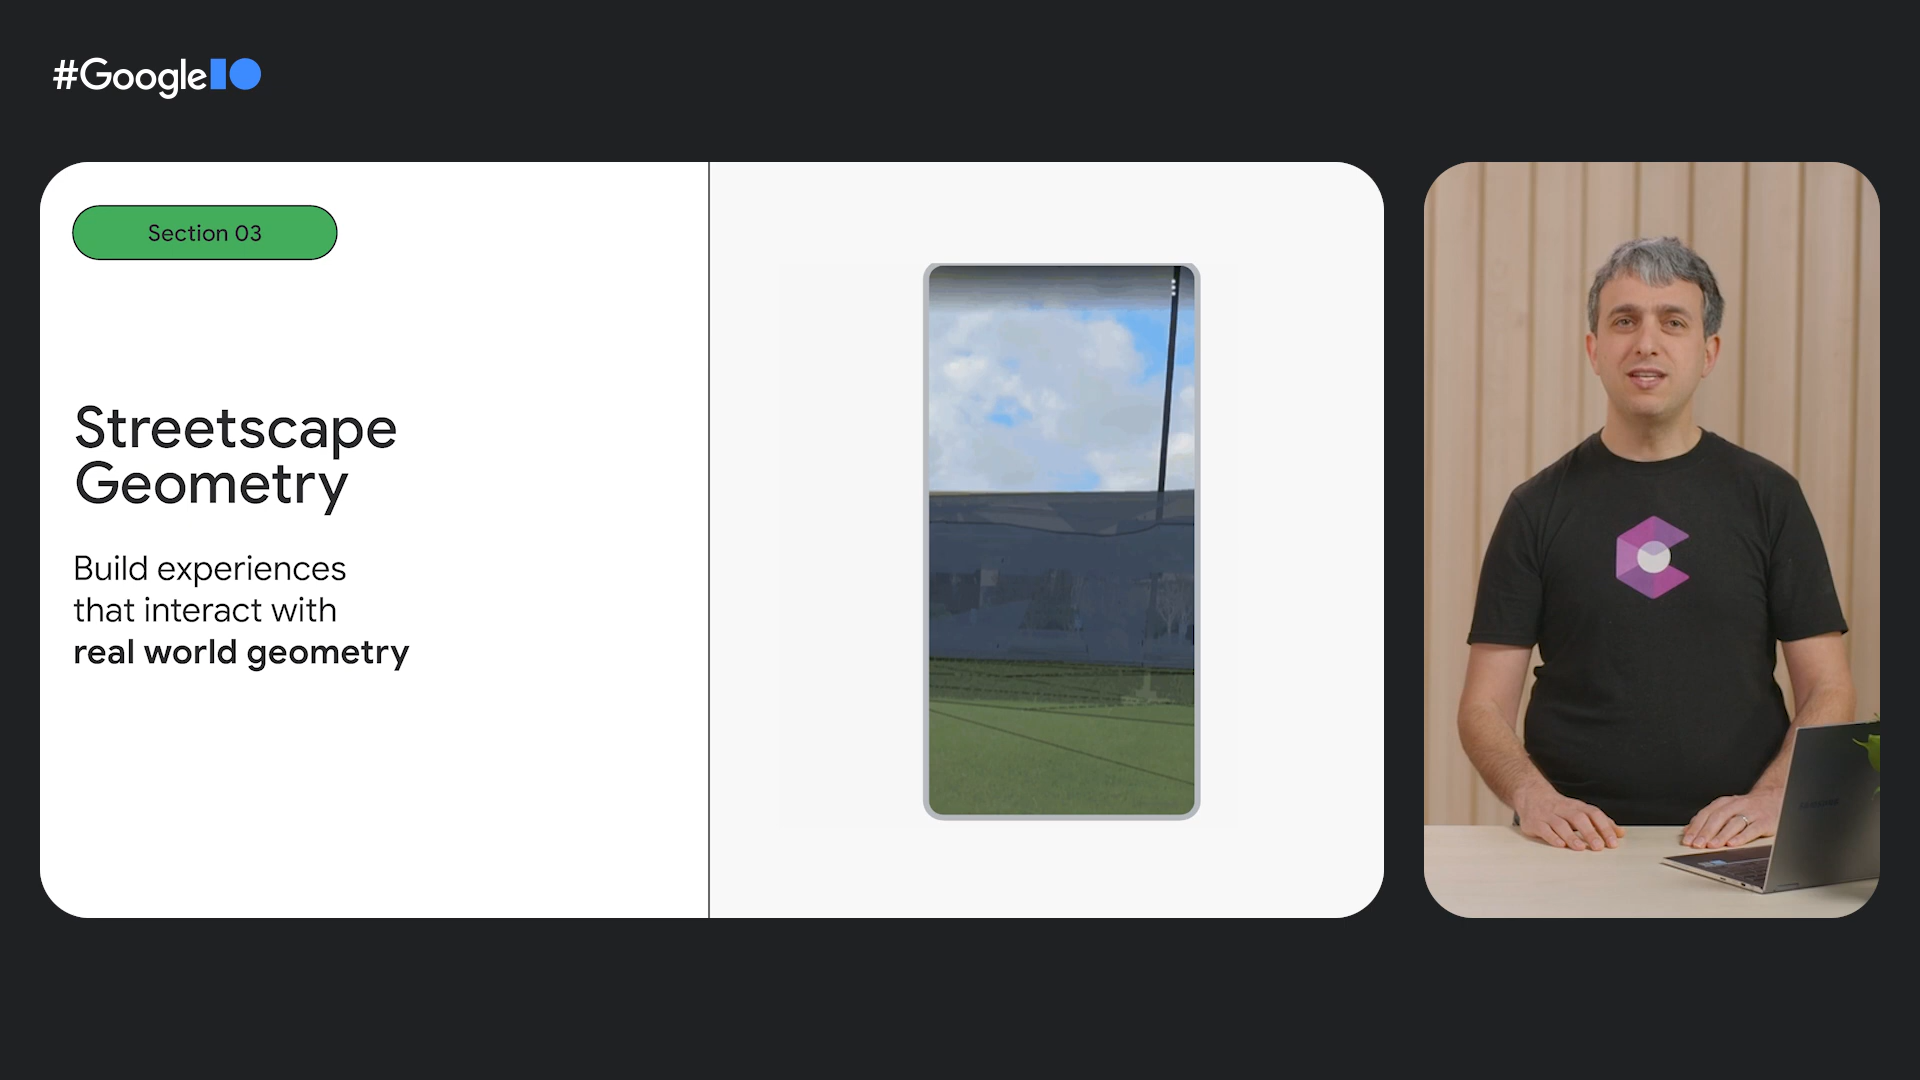 #GoogleIO
Section 03
Streetscape
Geometry
Build experiences
that interact with
real world geometry